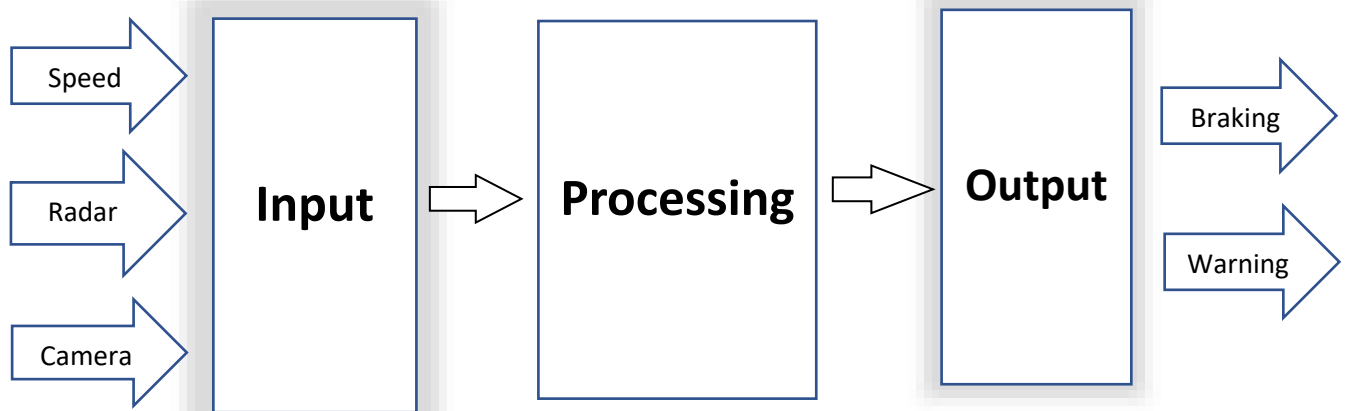 Speed
Radar
Camera
Input
Processing
Output
Braking
Warning